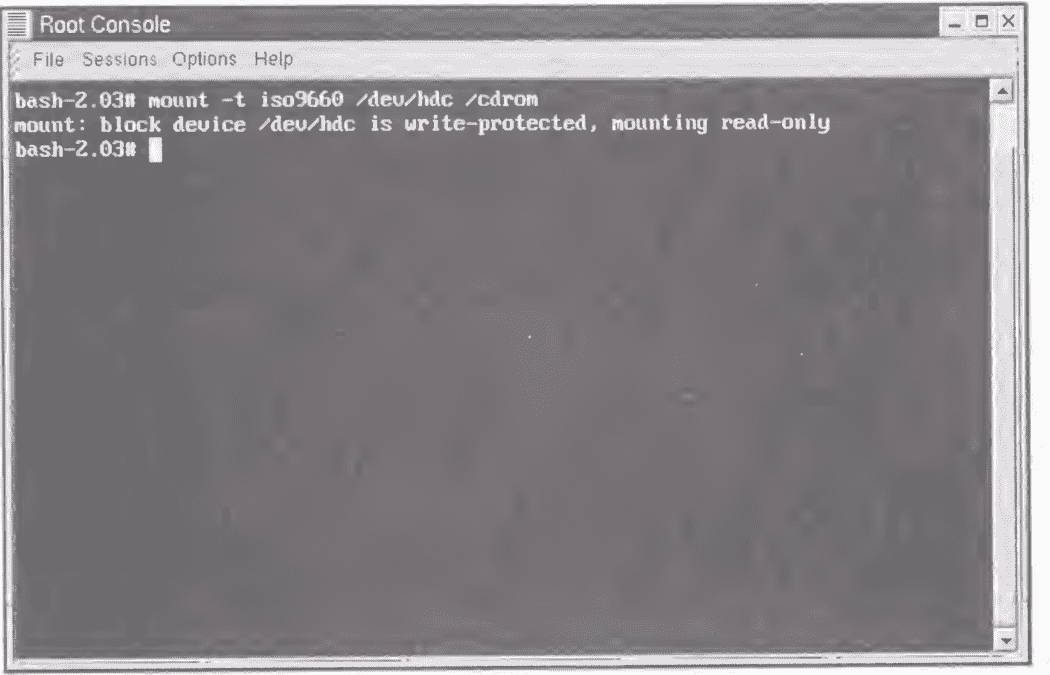 Root Console
File Sessions Options Help
bash-2.03# mount -t iso9660 /dev/hdc /cdrom
mount: block device /dev/hdc is write-protected, mounting read-only
bash-2.03#